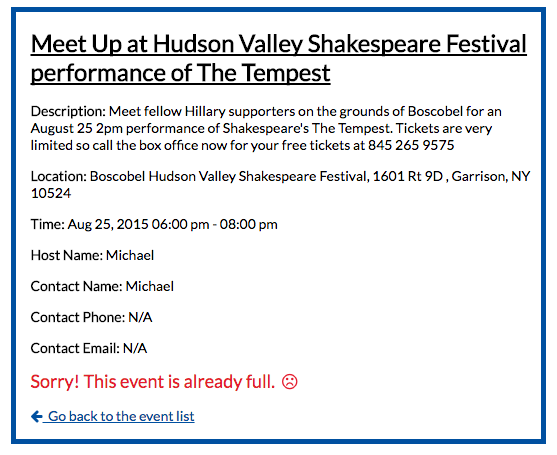 Meet Up at Hudson Valley Shakespeare Festival
performance of The Tempest
Description: Meet fellow Hillary supporters on the grounds of Boscobel for an
August 25 2pm performance of Shakespeare's The Tempest. Tickets are very
limited so call the box office now for your free tickets at 845 265 9575
Location: Boscobel Hudson Valley Shakespeare Festival, 1601 Rt 9D , Garrison, NY
10524
Time: Aug 25, 2015 06:00 pm - 08:00 pm
Host Name: Michael
Contact Name: Michael
Contact Phone: N/A
Contact Email: N/A
Sorry! This event is already full. ☹
← Go back to the event list